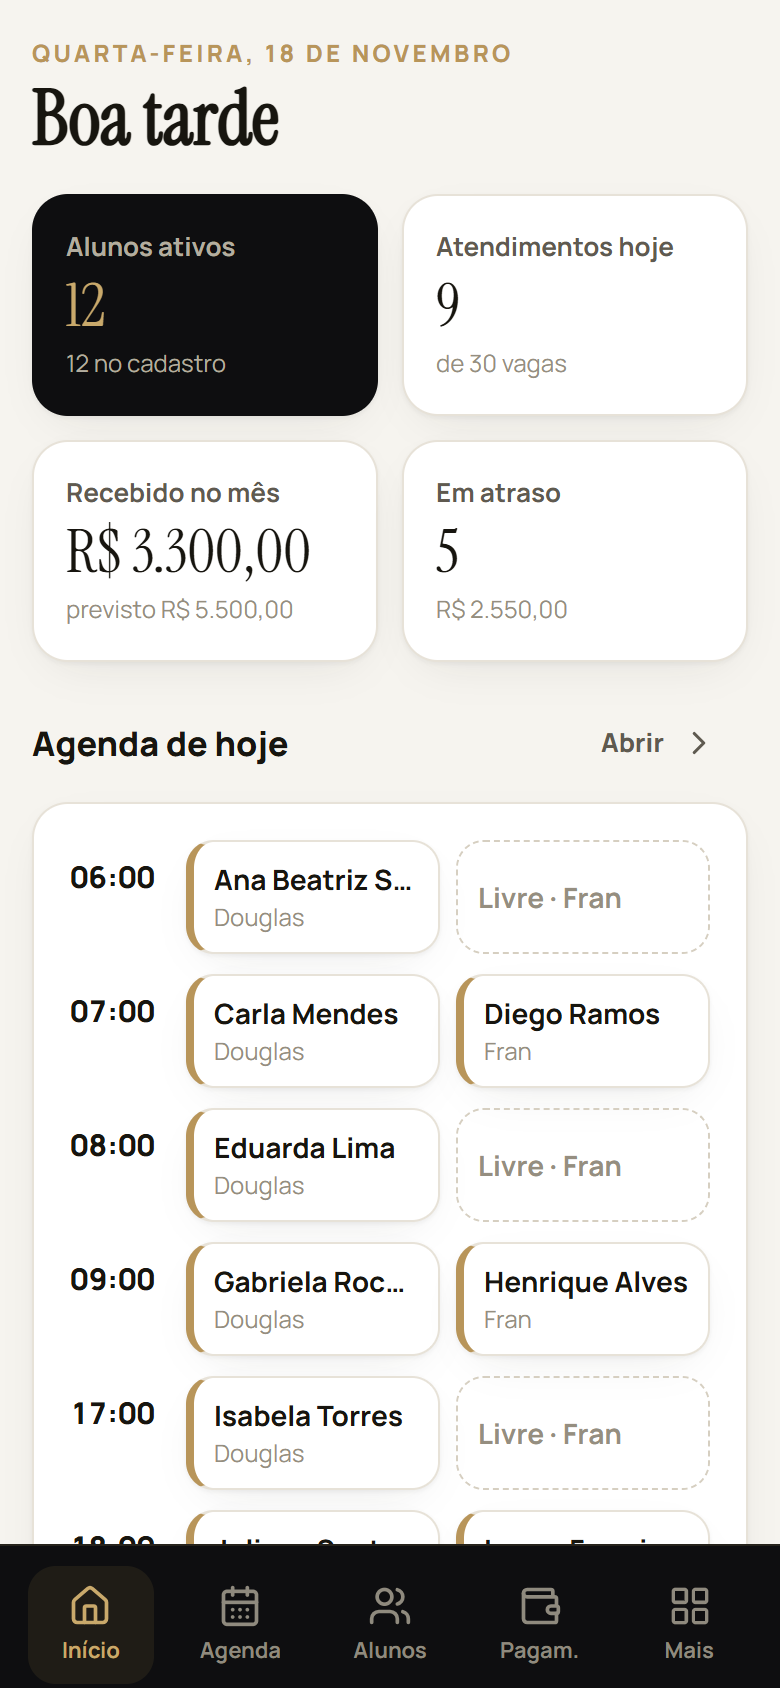 QUARTA-FEIRA, 18 DE NOVEMBRO
Boa tarde
Alunos ativos
12
12 no cadastro
Atendimentos hoje
9
de 30 vagas
Recebido no mês
R$ 3.300,00
previsto R$ 5.500,00
Em atraso
5
R$ 2.550,00
Agenda de hoje
Abrir
06:00
Ana Beatriz S...
Douglas
Livre · Fran
07:00
Carla Mendes
Douglas
Diego Ramos
Fran
08:00
Eduarda Lima
Douglas
Livre · Fran
09:00
Gabriela Roc...
Douglas
Henrique Alves
Fran
17:00
Isabela Torres
Douglas
Livre · Fran
18:00
Início
Agenda
Alunos
Pagam.
Mais